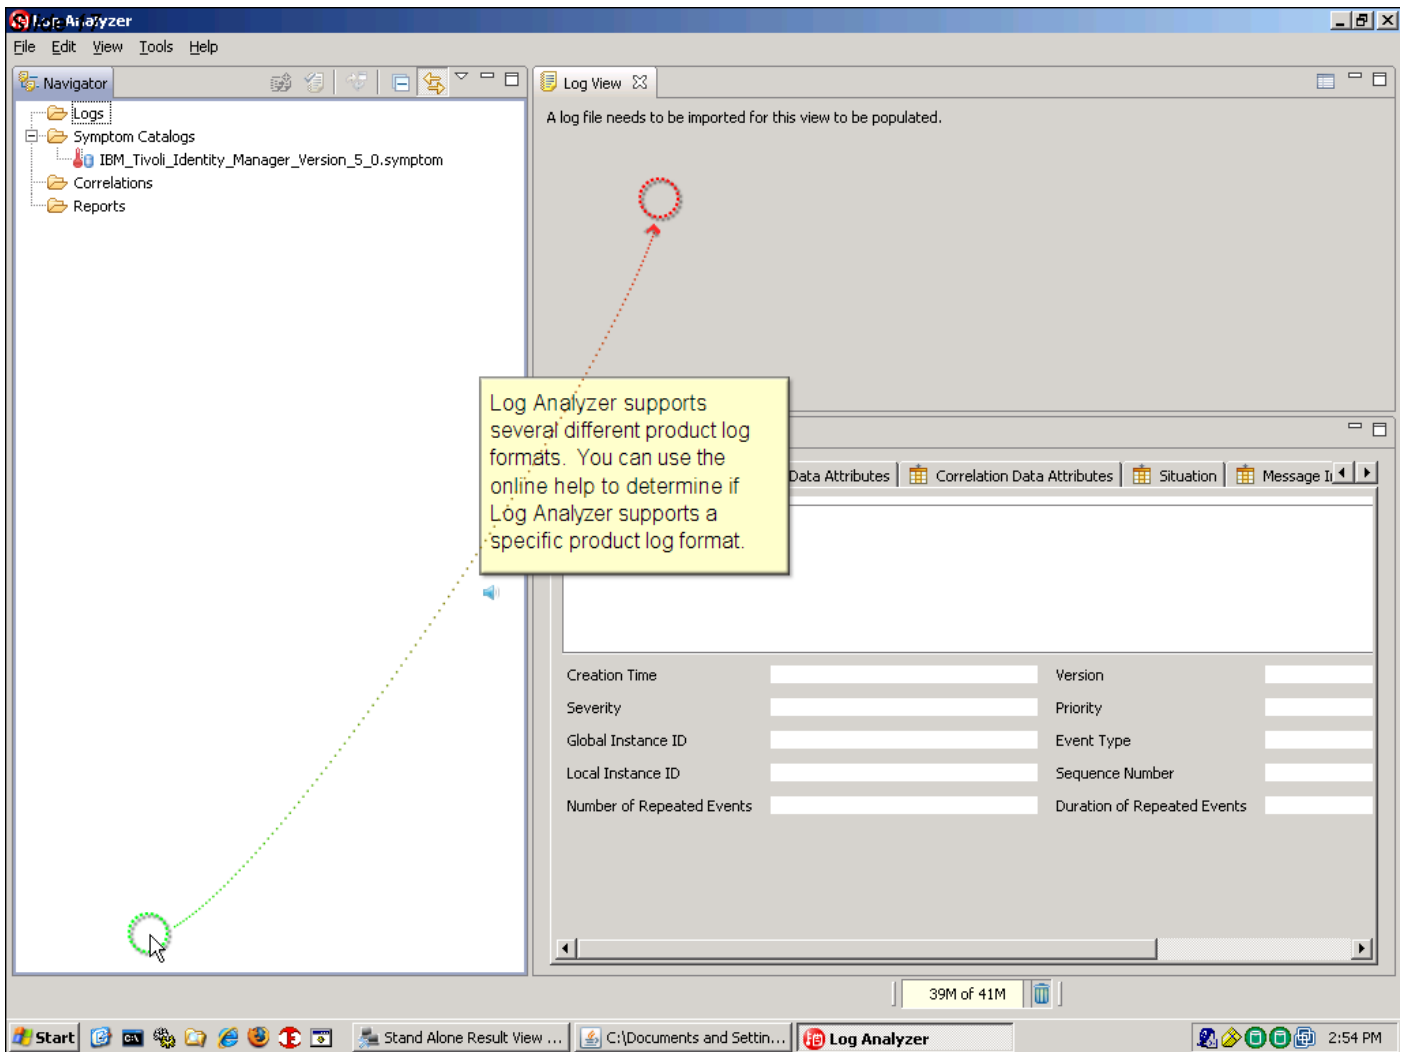 Slide 17
Log Analyzer
File Edit View Tools Help
Navigator
Logs
Symptom Catalogs
IBM_Tivoli_Identity_Manager_Version_5_0.symptom
Correlations
Reports
Log View
A log file needs to be imported for this view to be populated.
Log Analyzer supports
several different product log
formats. You can use the
online help to determine if
Log Analyzer supports a
specific product log format.
Data Attributes
Correlation Data Attributes
Situation
Message I
Creation Time
Version
Severity
Priority
Global Instance ID
Event Type
Local Instance ID
Sequence Number
Number of Repeated Events
Duration of Repeated Events
39M of 41M
Start
Stand Alone Result View ...
C:\Documents and Settin...
Log Analyzer
2:54 PM